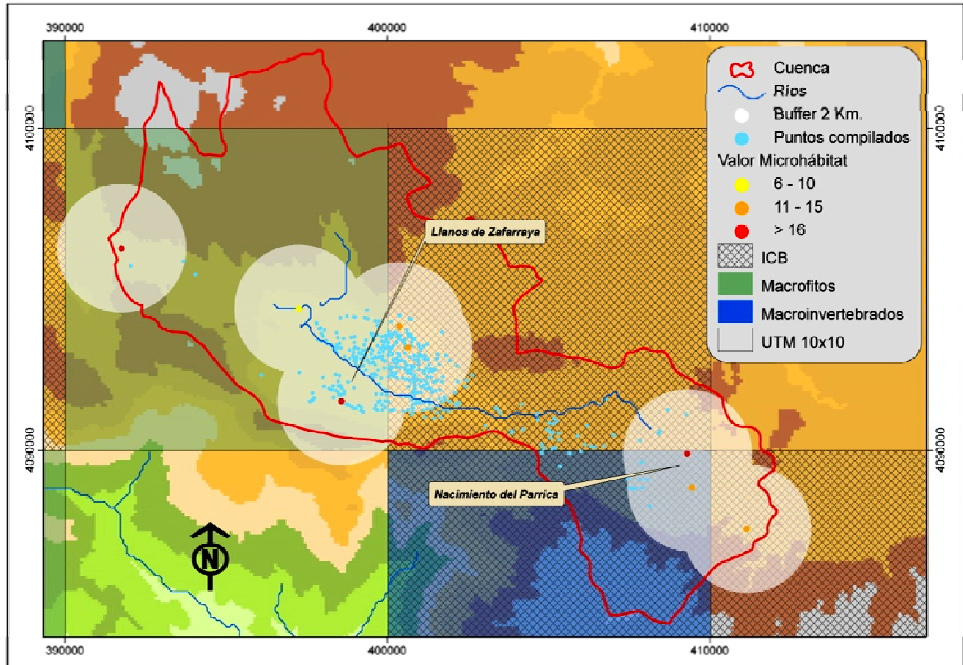 390000 400000 410000
Cuenca
Ríos
Buffer 2 Km.
Puntos compilados
Valor Microhábitat
6 - 10
11 - 15
> 16
ICB
Macrofitos
Macroinvertebrados
UTM 10x10
4100000 4100000
Llanos de Zafarraya
4090000 4090000
Nacimiento del Parrica
N
390000 400000 410000